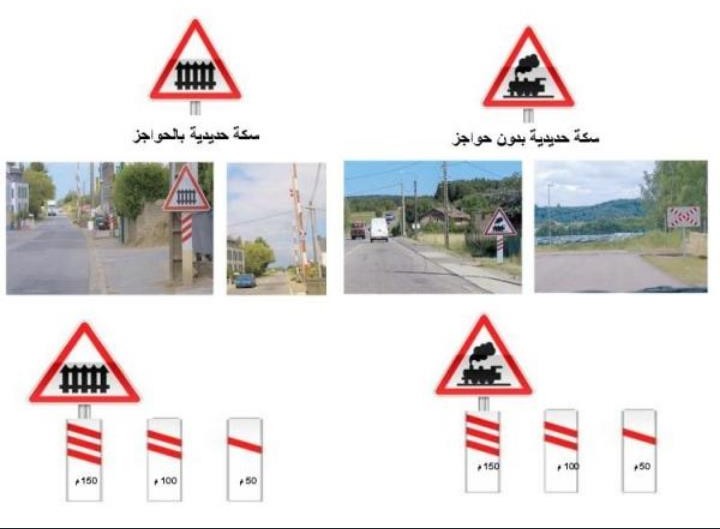 سكة حديدية بالحواجز
سكة حديدية بدون حواجز
150 م
100 م
50 م
150 م
100 م
50 م